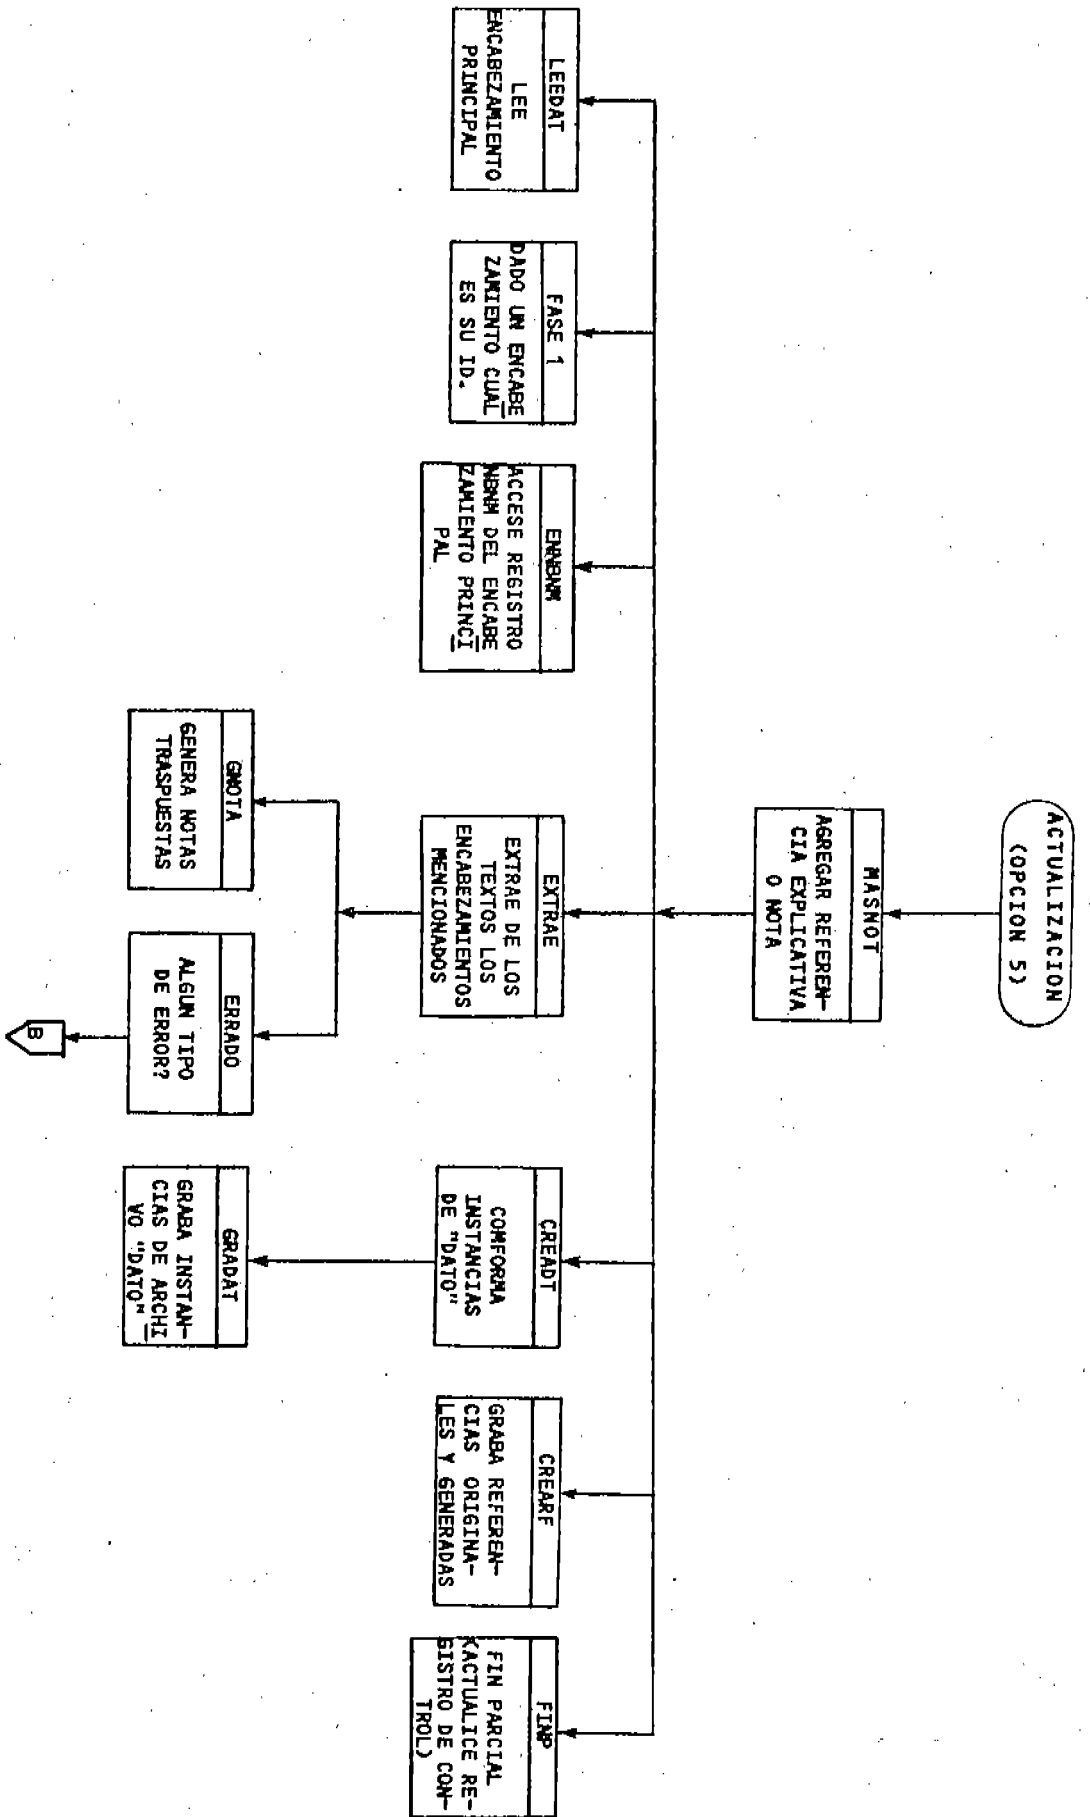 ACTUALIZACION
(OPCION 5)
MASNOT
AGREGAR REFEREN-
CIA EXPLICATIVA
O NOTA
LEEDAT
LEE
ENCABEZAMIENTO
PRINCIPAL
FASE 1
DADO UN ENCABE
ZAMIENTO CUAL
ES SU ID.
ENNBNM
ACCESE REGISTRO
NBNM DEL ENCABE
ZAMIENTO PRINCI
PAL
EXTRAE
EXTRAE DE LOS
TEXTOS LOS
ENCABEZAMIENTOS
MENCIONADOS
CREADT
COMFORMA
INSTANCIAS
DE "DATO"
CREARF
GRABA REFEREN-
CIAS ORIGINA-
LES Y GENERADAS
FINP
FIN PARCIAL
(ACTUALICE RE-
GISTRO DE CON-
TROL)
GNOTA
GENERA NOTAS
TRASPUESTAS
ERRADO
ALGUN TIPO
DE ERROR?
GRADAT
GRABA INSTAN-
CIAS DE ARCHI
VO "DATO"
B